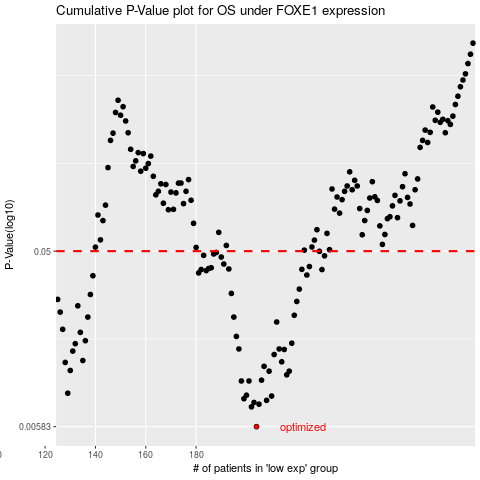 Cumulative P-Value plot for OS under FOXE1 expression
P-Value(log10)
0.05
0.00583
optimized
0 120 140 160 180
# of patients in 'low exp' group